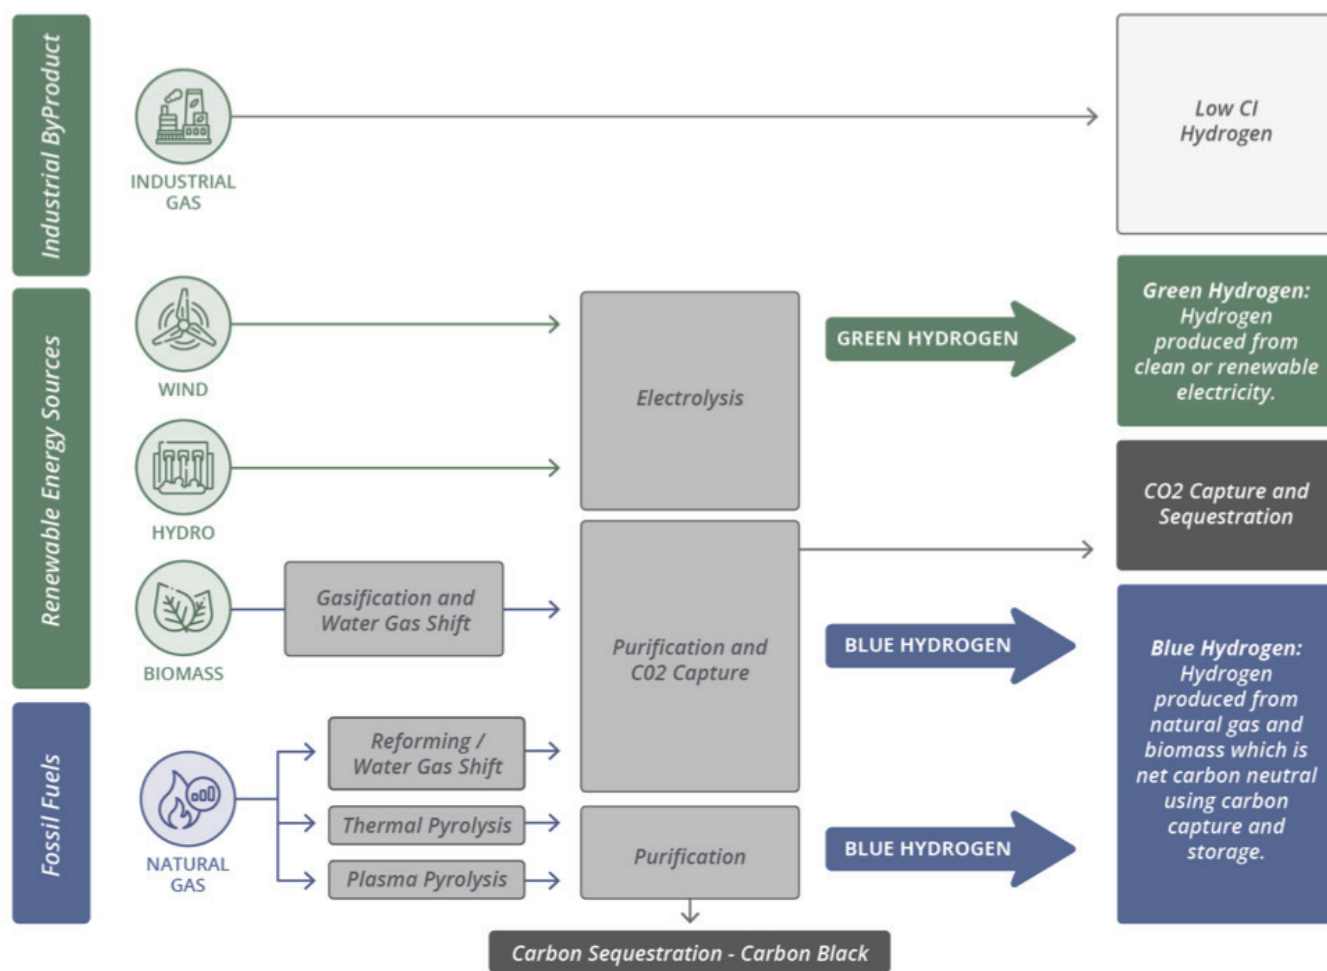 Industrial ByProduct
INDUSTRIAL
GAS
Low CI
Hydrogen
Renewable Energy Sources
WIND
HYDRO
BIOMASS
Electrolysis
GREEN HYDROGEN
Green Hydrogen:
Hydrogen
produced from
clean or renewable
electricity.
CO2 Capture and
Sequestration
Gasification and
Water Gas Shift
Purification and
C02 Capture
BLUE HYDROGEN
Blue Hydrogen:
Hydrogen
produced from
natural gas and
biomass which is
net carbon neutral
using carbon
capture and
storage.
Fossil Fuels
NATURAL
GAS
Reforming /
Water Gas Shift
Thermal Pyrolysis
Plasma Pyrolysis
Purification
BLUE HYDROGEN
Carbon Sequestration - Carbon Black